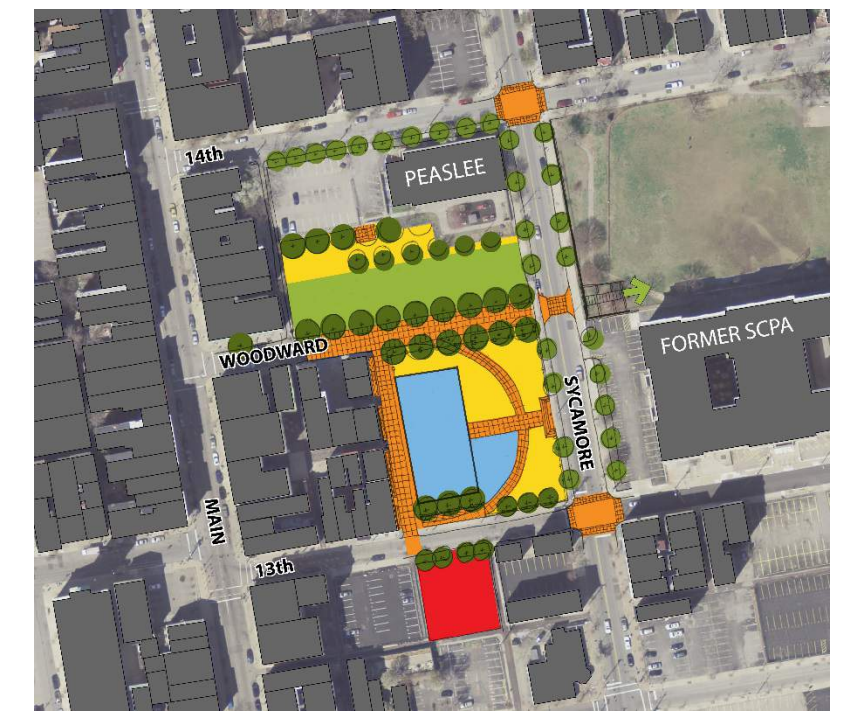 14th
PEASLEE
WOODWARD
FORMER SCPA
SYCAMORE
MAIN
13th